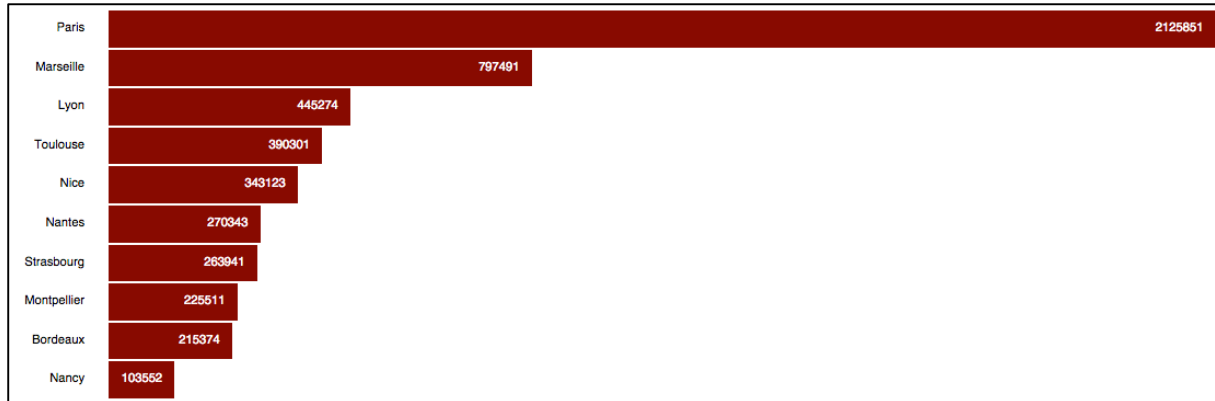 Paris 2125851
Marseille 797491
Lyon 445274
Toulouse 390301
Nice 343123
Nantes 270343
Strasbourg 263941
Montpellier 225511
Bordeaux 215374
Nancy 103552